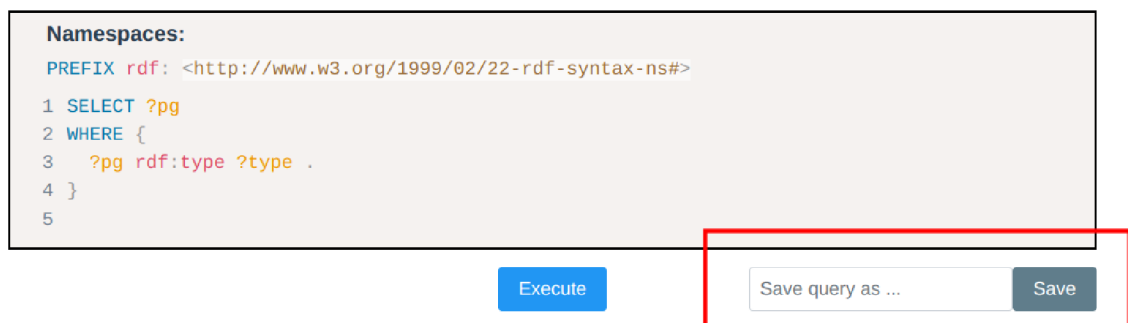 Namespaces:
PREFIX rdf: <http://www.w3.org/1999/02/22-rdf-syntax-ns#>
1 SELECT ?pg
2 WHERE {
3   ?pg rdf:type ?type .
4 }
5
Execute Save query as ... Save